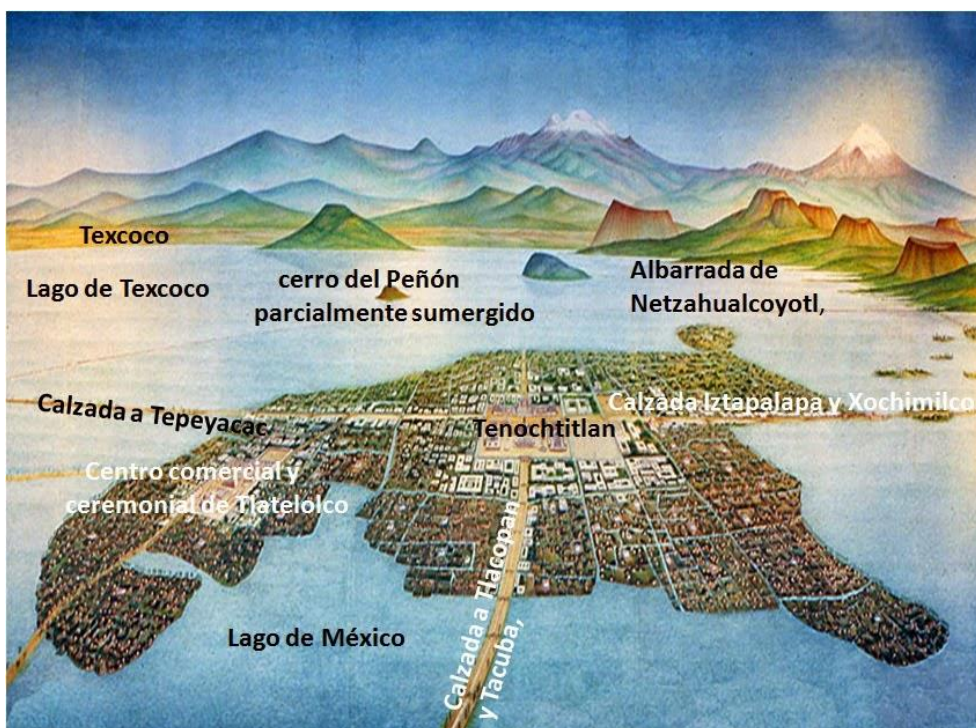 Texcoco
Lago de Texcoco
cerro del Peñón
parcialmente sumergido
Albarrada de
Netzahualcoyotl,
Calzada a Tepeyacac
Calzada Iztapalapa y Xochimilco
Tenochtitlan
Centro comercial y
ceremonial de Tlatelolco
Calzada a Tlacopan
y Tacuba,
Lago de México